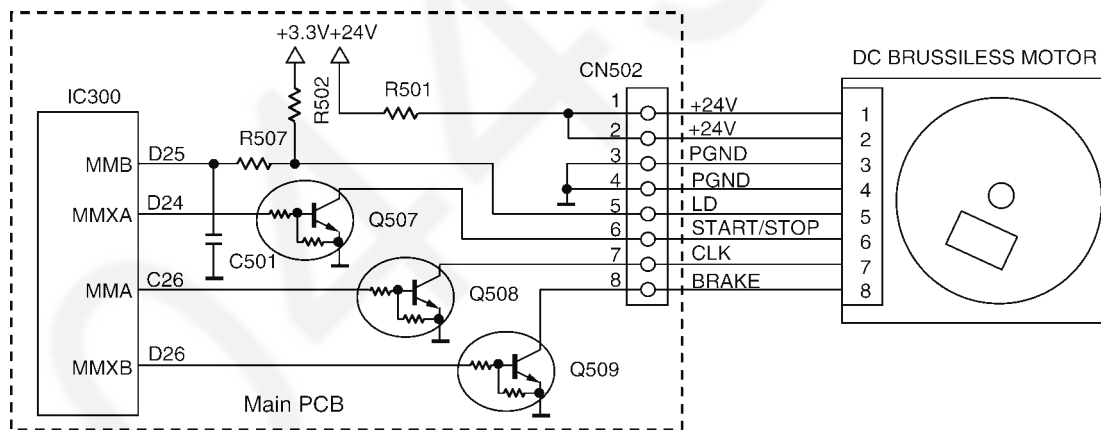 +3.3V +24V
R502
R501
CN502
DC BRUSSILESS MOTOR
IC300
1 +24V 1
2 +24V 2
3 PGND 3
4 PGND 4
5 LD 5
6 START/STOP 6
7 CLK 7
8 BRAKE 8
R507
MMB D25
MMXA D24
Q507
C501
MMA C26
Q508
MMXB D26
Q509
Main PCB